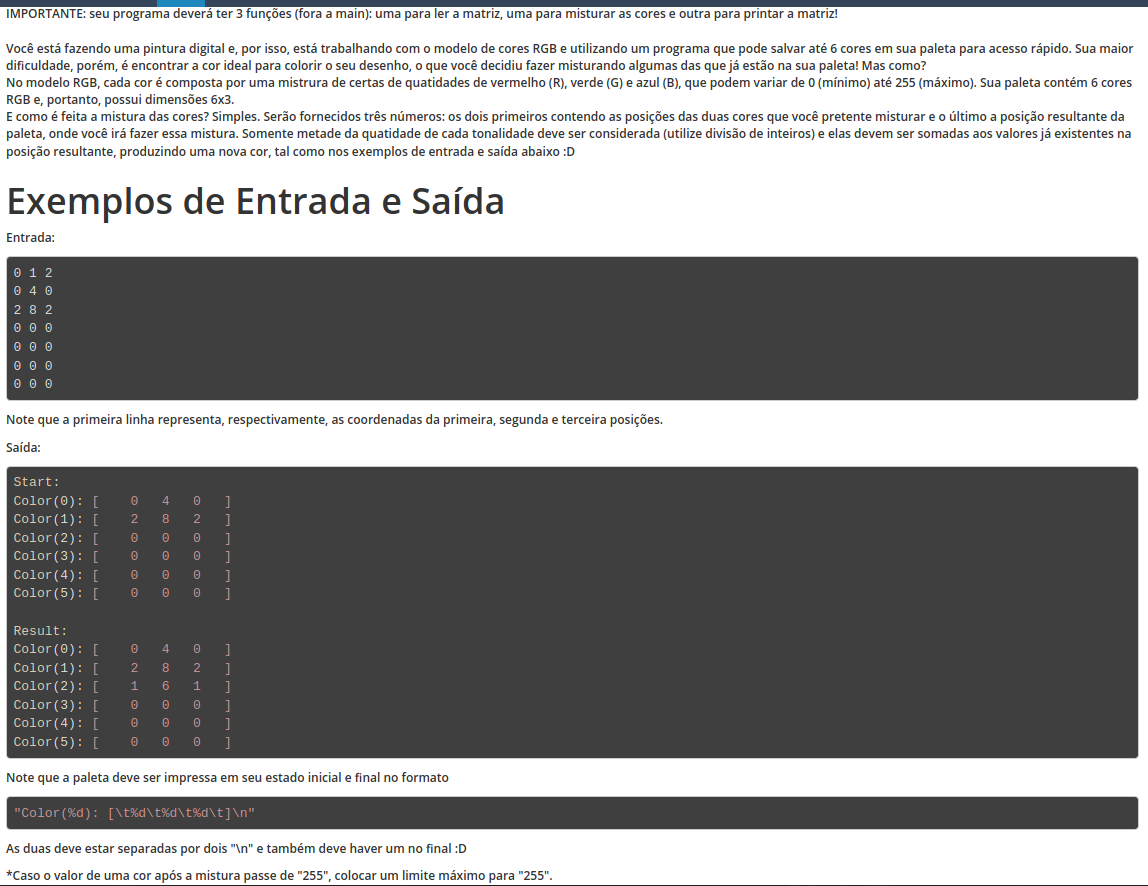 IMPORTANTE: seu programa deverá ter 3 funções (fora a main): uma para ler a matriz, uma para misturar as cores e outra para printar a matriz!
Você está fazendo uma pintura digital e, por isso, está trabalhando com o modelo de cores RGB e utilizando um programa que pode salvar até 6 cores em sua paleta para acesso rápido. Sua maior
dificuldade, porém, é encontrar a cor ideal para colorir o seu desenho, o que você decidiu fazer misturando algumas das que já estão na sua paleta! Mas como?
No modelo RGB, cada cor é composta por uma mistrura de certas de quatidades de vermelho (R), verde (G) e azul (B), que podem variar de 0 (mínimo) até 255 (máximo). Sua paleta contém 6 cores
RGB e, portanto, possui dimensões 6x3.
E como é feita a mistura das cores? Simples. Serão fornecidos três números: os dois primeiros contendo as posições das duas cores que você pretente misturar e o último a posição resultante da
paleta, onde você irá fazer essa mistura. Somente metade da quatidade de cada tonalidade deve ser considerada (utilize divisão de inteiros) e elas devem ser somadas aos valores já existentes na
posição resultante, produzindo uma nova cor, tal como nos exemplos de entrada e saída abaixo :D
Exemplos de Entrada e Saída
Entrada:
0 1 2
0 4 0
2 8 2
0 0 0
0 0 0
0 0 0
0 0 0
Note que a primeira linha representa, respectivamente, as coordenadas da primeira, segunda e terceira posições.
Saída:
Start:
Color(0): [ 0 4 0 ]
Color(1): [ 2 8 2 ]
Color(2): [ 0 0 0 ]
Color(3): [ 0 0 0 ]
Color(4): [ 0 0 0 ]
Color(5): [ 0 0 0 ]
Result:
Color(0): [ 0 4 0 ]
Color(1): [ 2 8 2 ]
Color(2): [ 1 6 1 ]
Color(3): [ 0 0 0 ]
Color(4): [ 0 0 0 ]
Color(5): [ 0 0 0 ]
Note que a paleta deve ser impressa em seu estado inicial e final no formato
"Color(%d): [\t%d\t%d\t%d\t]\n"
As duas deve estar separadas por dois "\n" e também deve haver um no final :D
*Caso o valor de uma cor após a mistura passe de "255", colocar um limite máximo para "255".